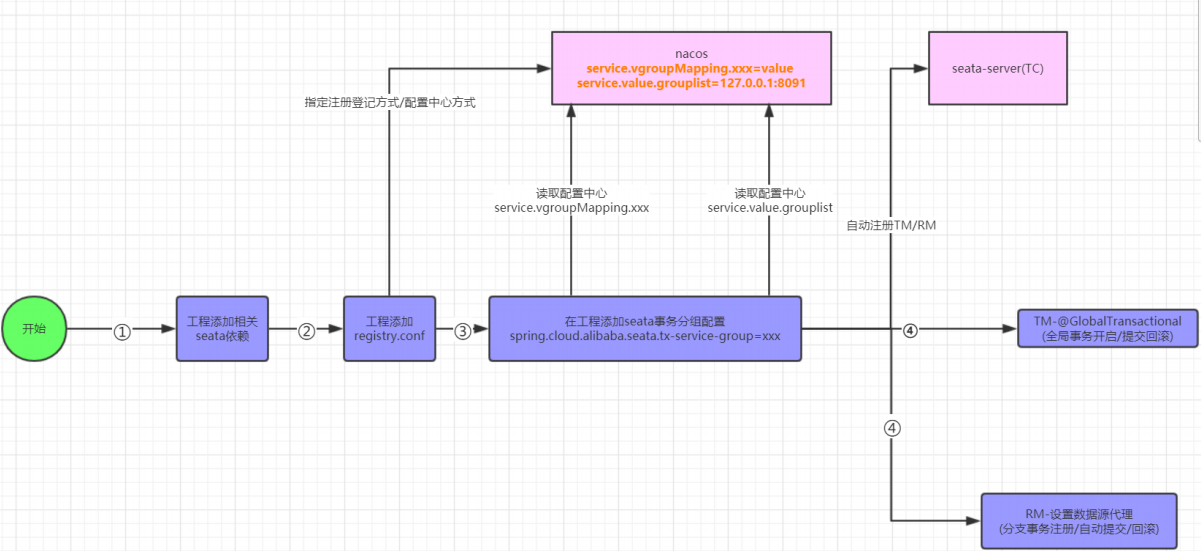 nacos
service.vgroupMapping.xxx=value
service.value.grouplist=127.0.0.1:8091
seata-server(TC)
指定注册登记方式/配置中心方式
读取配置中心
service.vgroupMapping.xxx
读取配置中心
service.value.grouplist
自动注册TM/RM
开始
①
工程添加相关
seata依赖
②
工程添加
registry.conf
③
在工程添加seata事务分组配置
spring.cloud.alibaba.seata.tx-service-group=xxx
④
TM-@GlobalTransactional
(全局事务开启/提交回滚)
④
RM-设置数据源代理
(分支事务注册/自动提交/回滚)